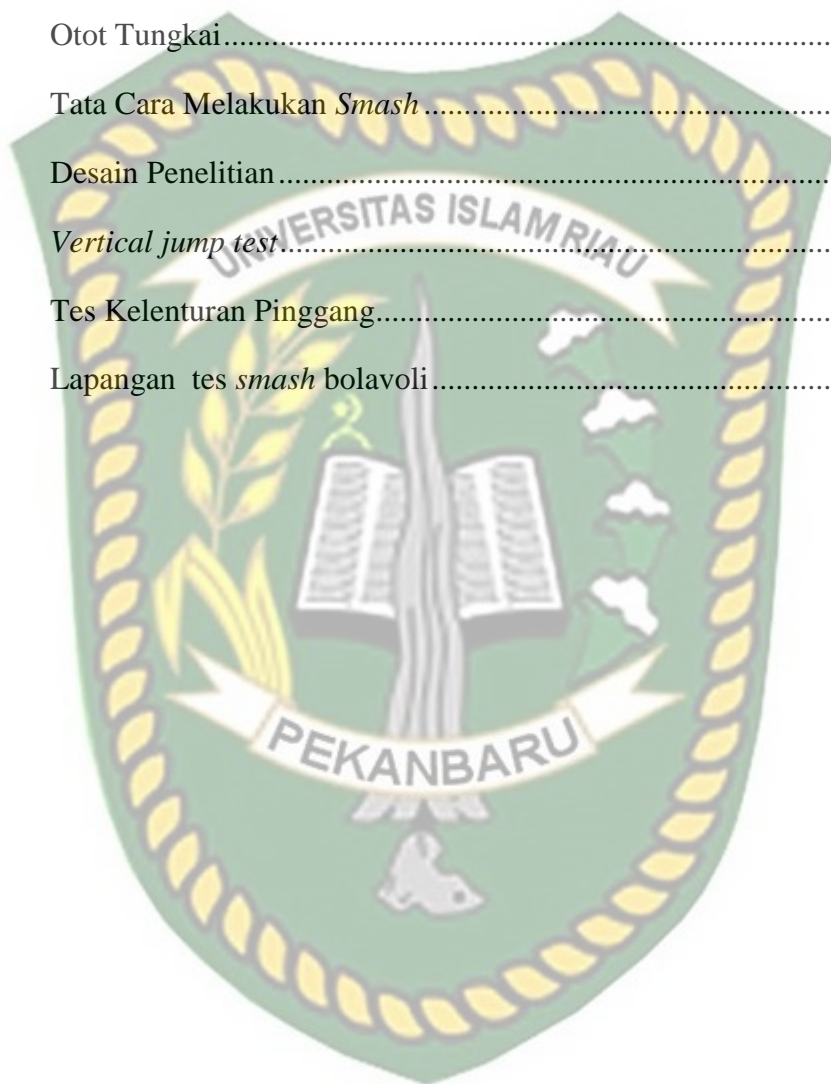 Otot Tungkai....................................................................................
Tata Cara Melakukan Smash ..........................................................
Desain Penelitian .............................................................................
UNIVERSITAS ISLAM RIAU
Vertical jump test.............................................................................
Tes Kelenturan Pinggang.................................................................
Lapangan tes smash bolavoli..........................................................
PEKANBARU